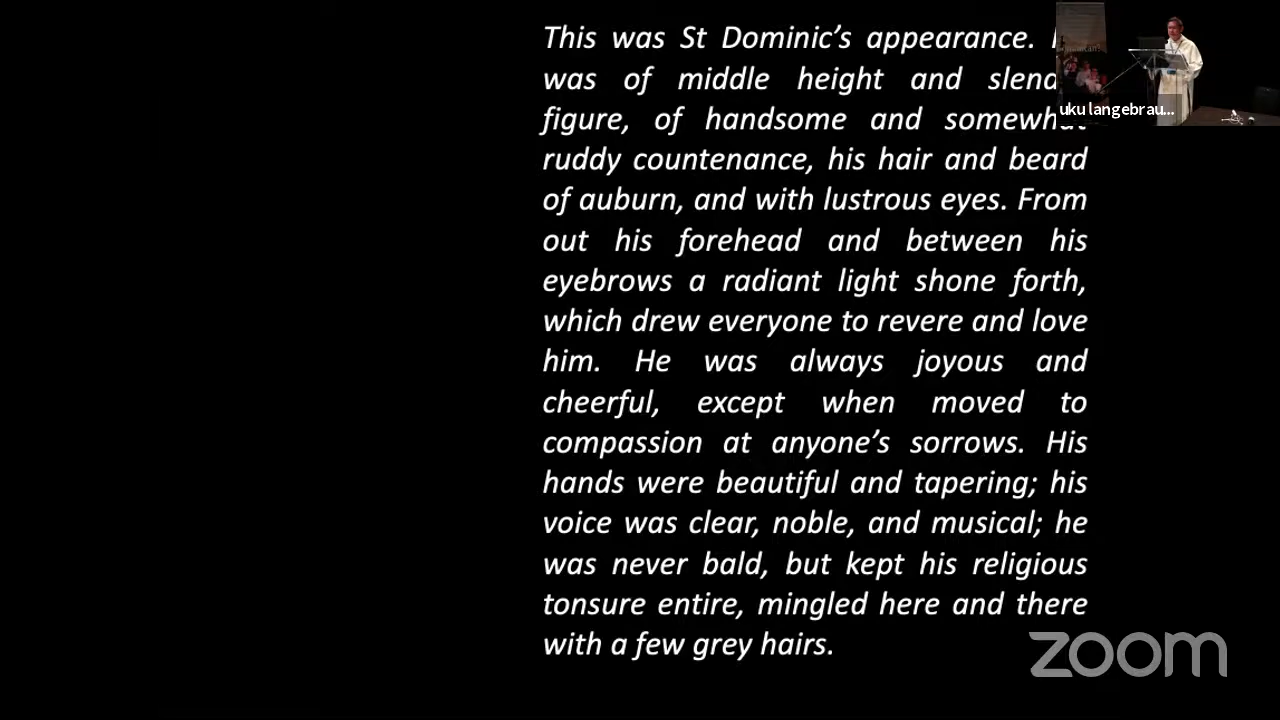 This was St Dominic's appearance.
was of middle height and
figure, of handsome and somewhat
ruddy countenance, his hair and beard
of auburn, and with lustrous eyes. From
out his forehead and between his
eyebrows a radiant light shone forth,
which drew everyone to revere and love
him. He was always joyous and
cheerful, except when moved to
compassion at anyone's sorrows. His
hands were beautiful and tapering; his
voice was clear, noble, and musical; he
was never bald, but kept his religious
tonsure entire, mingled here and there
with a few grey hairs.
uku langebrau...
zoom